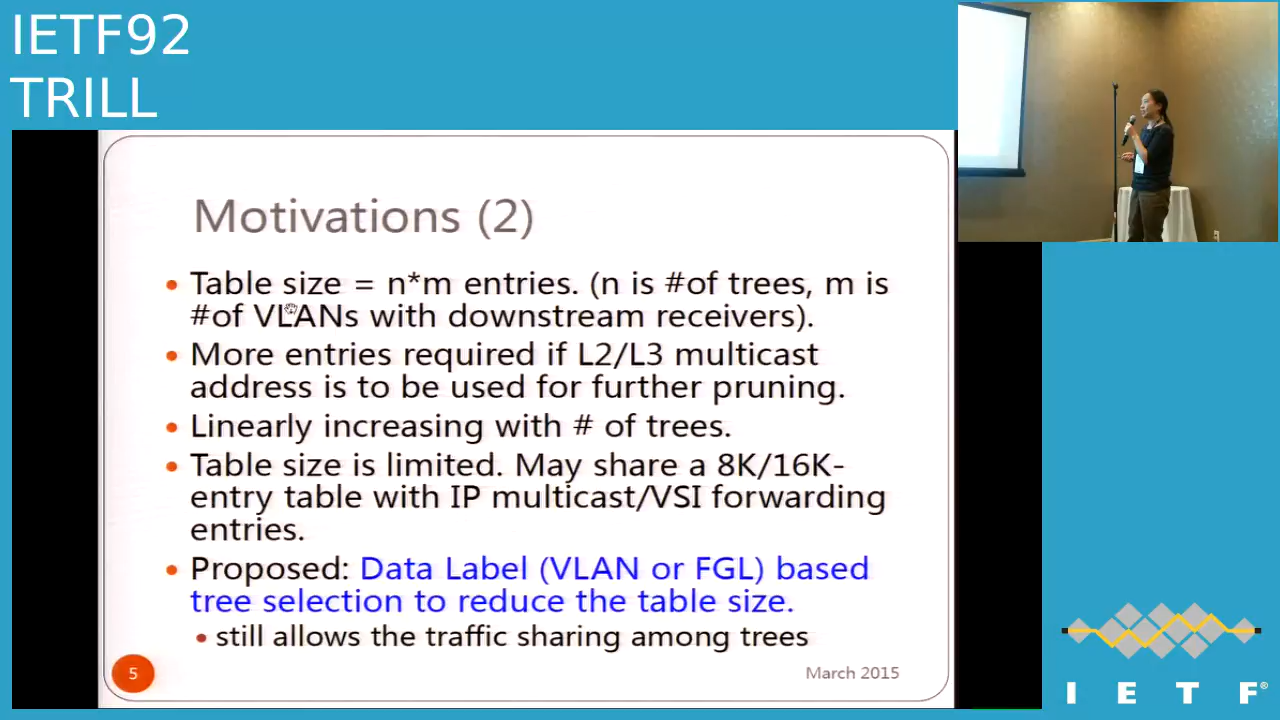 IETF92
TRILL
Motivations (2)
• Table size = n*m entries. (n is #of trees, m is
#of VLANs with downstream receivers).
• More entries required if L2/L3 multicast
address is to be used for further pruning.
• Linearly increasing with # of trees.
• Table size is limited. May share a 8K/16K-
entry table with IP multicast/VSI forwarding
entries.
• Proposed: Data Label (VLAN or FGL) based
tree selection to reduce the table size.
• still allows the traffic sharing among trees
5
March 2015
I E T F®